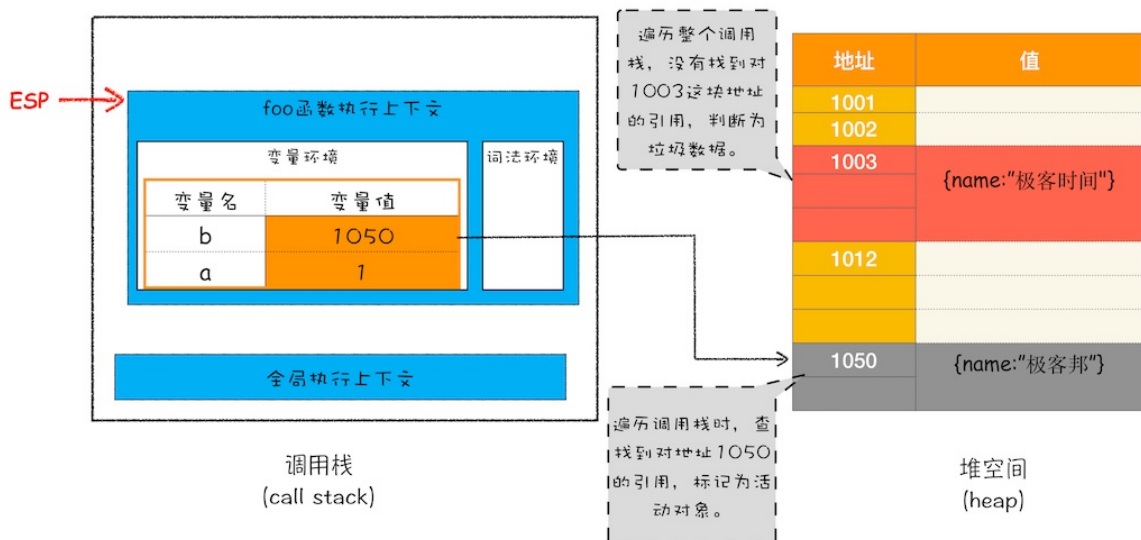 ESP
foo函数执行上下文
变量环境
词法环境
变量名
变量值
b
1050
a
1
全局执行上下文
调用栈
(call stack)
遍历整个调用
栈，没有找到对
1003这块地址
的引用，判断为
垃圾数据。
遍历调用栈时，查
找到对地址1050
的引用，标记为活
动对象。
地址
值
1001
1002
1003
{name:"极客时间"}
1012
1050
{name:"极客邦"}
堆空间
(heap)